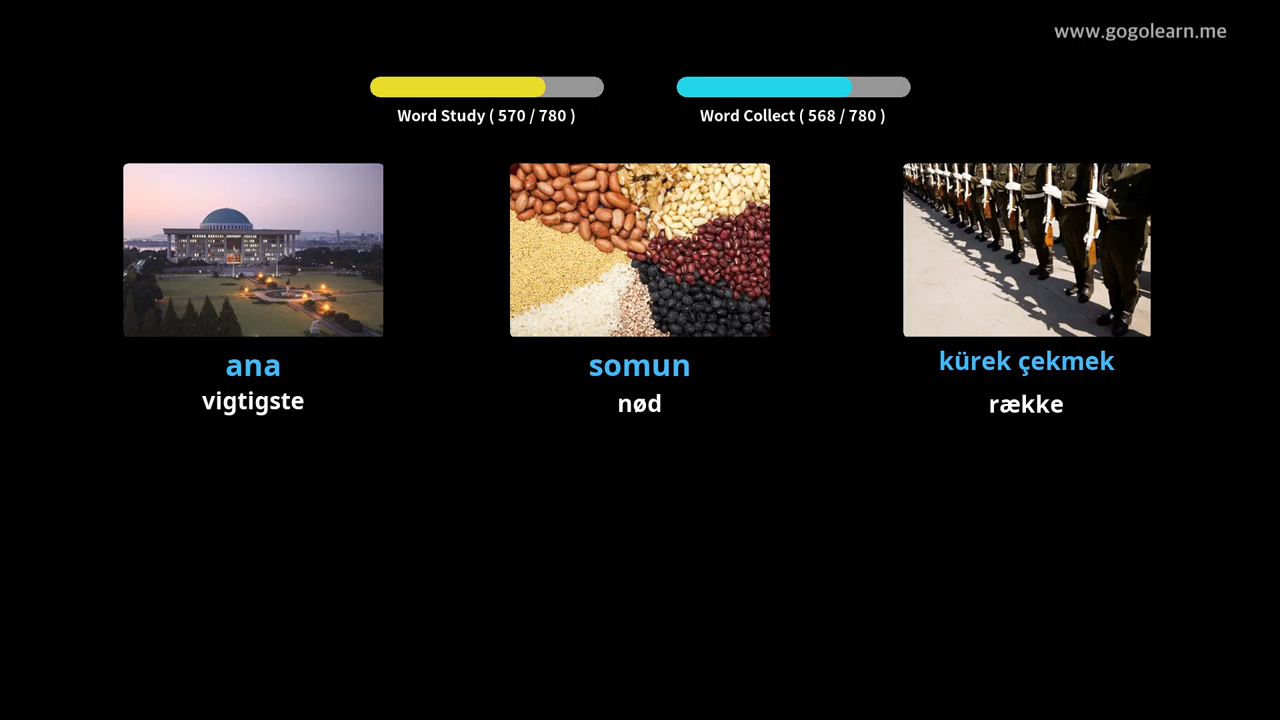 www.gogolearn.me
Word Study ( 570 / 780 )
Word Collect ( 568 / 780 )
ana
vigtigste
somun
nød
kürek çekmek
række